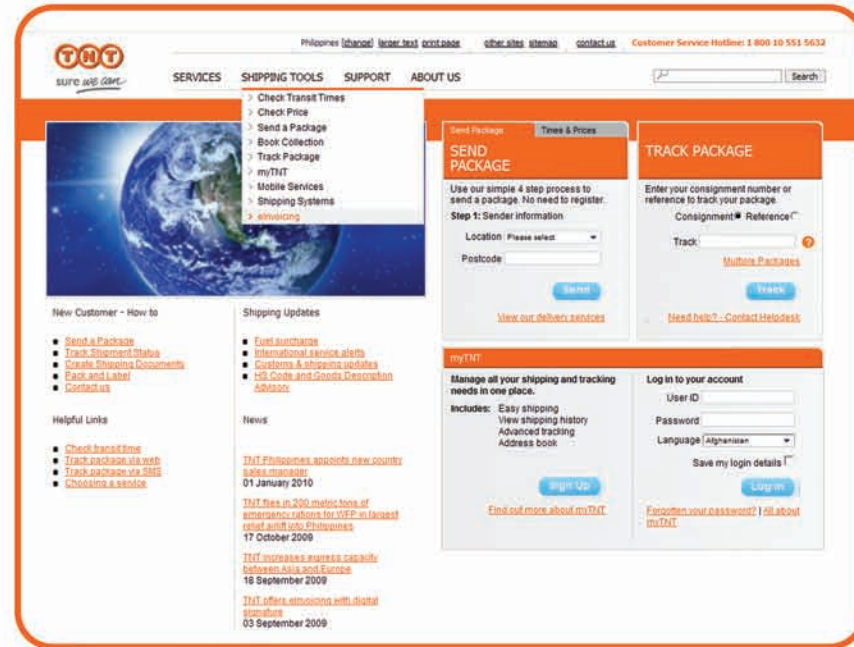 Philippines [change] larger text print page other sites sitemap contact us Customer Service Hotline: 1 800 10 551 5632
TNT
sure we can
SERVICES SHIPPING TOOLS SUPPORT ABOUT US Search
> Check Transit Times
> Check Price
> Send a Package
> Book Collection
> Track Package
> myTNT
> Mobile Services
> Shipping Systems
> eInvoicing
Send Package Times & Prices
SEND
PACKAGE
Use our simple 4 step process to
send a package. No need to register.
Step 1: Sender information
Location Please select
Postcode
Send
View our delivery services
TRACK PACKAGE
Enter your consignment number or
reference to track your package.
Consignment Reference
Track ?
Multiple Packages
Track
Need help? - Contact Helpdesk
New Customer - How to
Send a Package
Track Shipment Status
Create Shipping Documents
Pack and Label
Contact us
Shipping Updates
Fuel surcharge
International service alerts
Customs & shipping updates
HS Code and Goods Description
Advisory
Helpful Links
Check transit time
Track package via web
Track package via SMS
Choosing a service
News
TNT Philippines appoints new country
sales manager
01 January 2010
TNT flies in 200 metric tons of
emergency rations for WFP in largest
relief airlift into Philippines
17 October 2009
TNT increases express capacity
between Asia and Europe
18 September 2009
TNT offers eInvoicing with digital
signature
03 September 2009
myTNT
Manage all your shipping and tracking
needs in one place.
Includes: Easy shipping
View shipping history
Advanced tracking
Address book
Sign Up
Find out more about myTNT
Log in to your account
User ID
Password
Language Afghanistan
Save my login details
Log in
Forgotten your password? | All about
myTNT